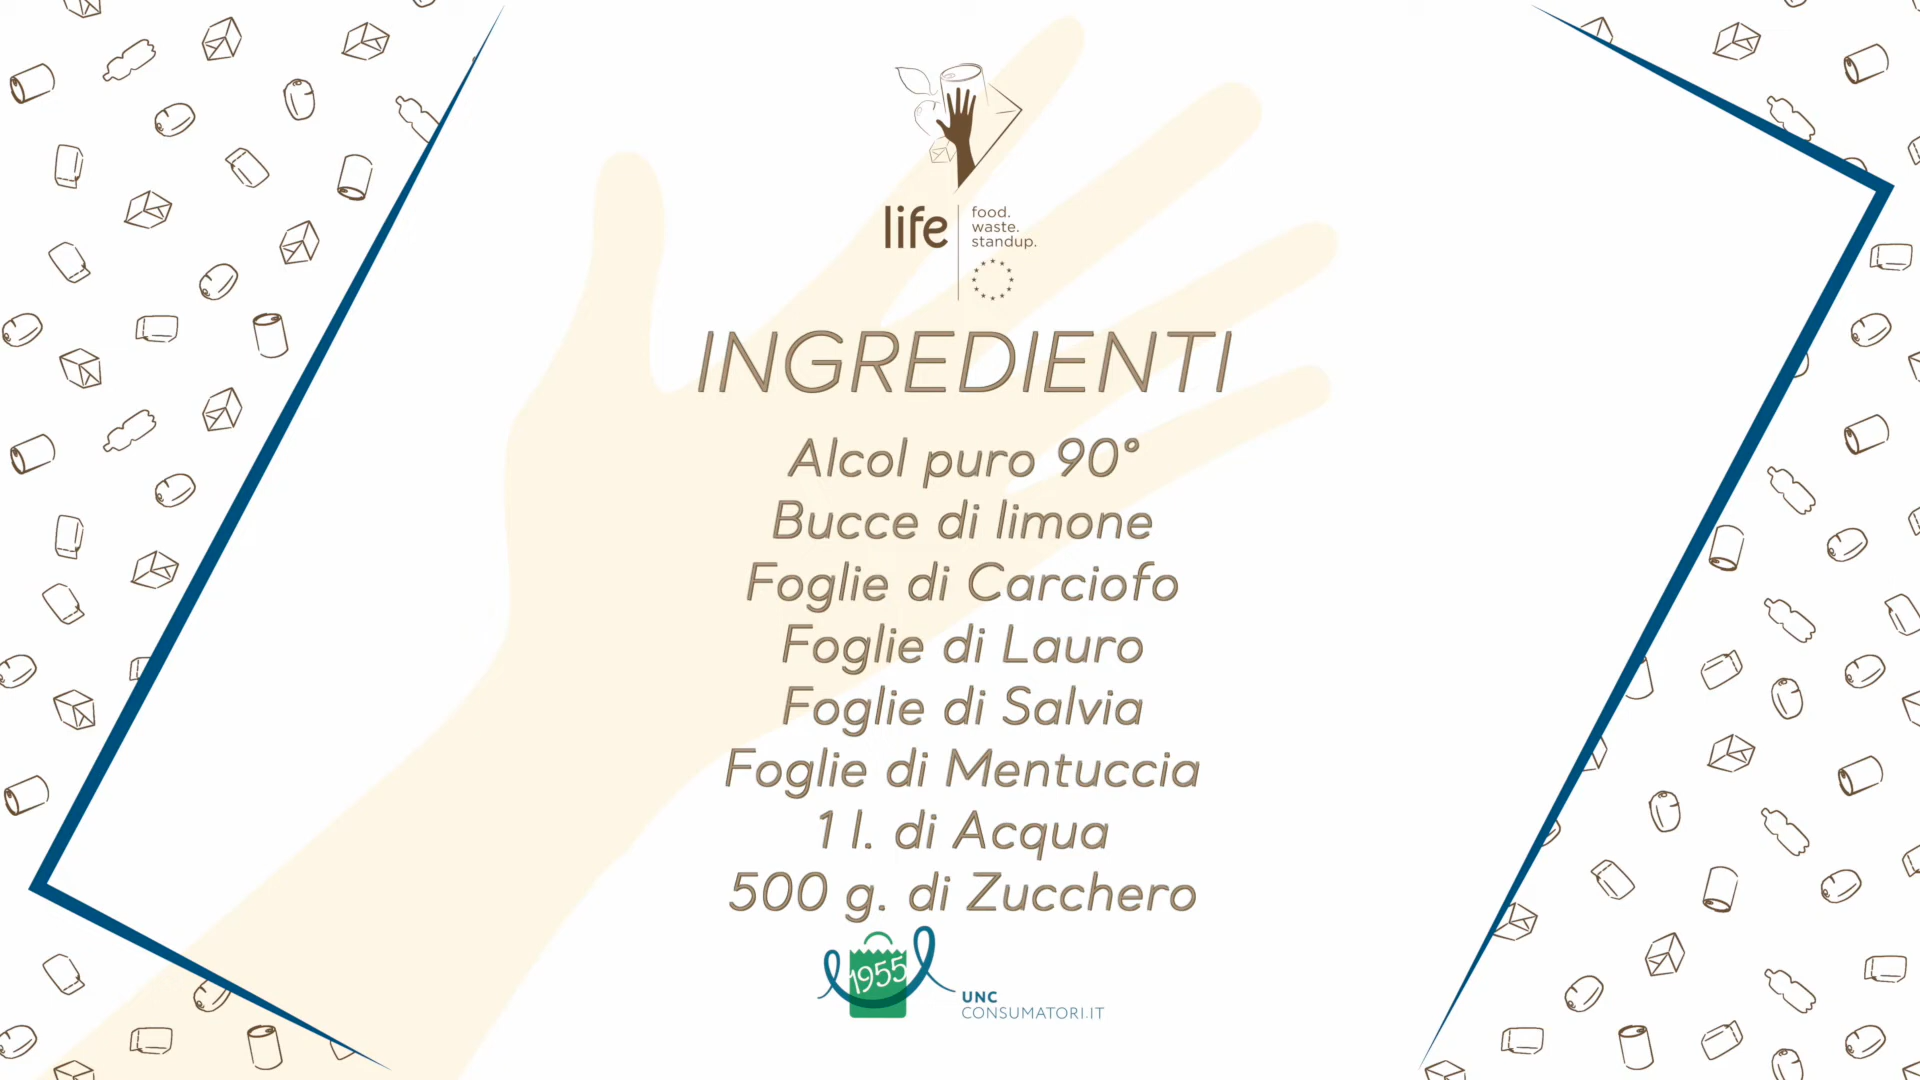 life
food.
waste.
standup.
INGREDIENTI
Alcol puro 90°
Bucce di limone
Foglie di Carciofo
Foglie di Lauro
Foglie di Salvia
Foglie di Mentuccia
1 l. di Acqua
500 g. di Zucchero
1955
UNC
CONSUMATORI.IT